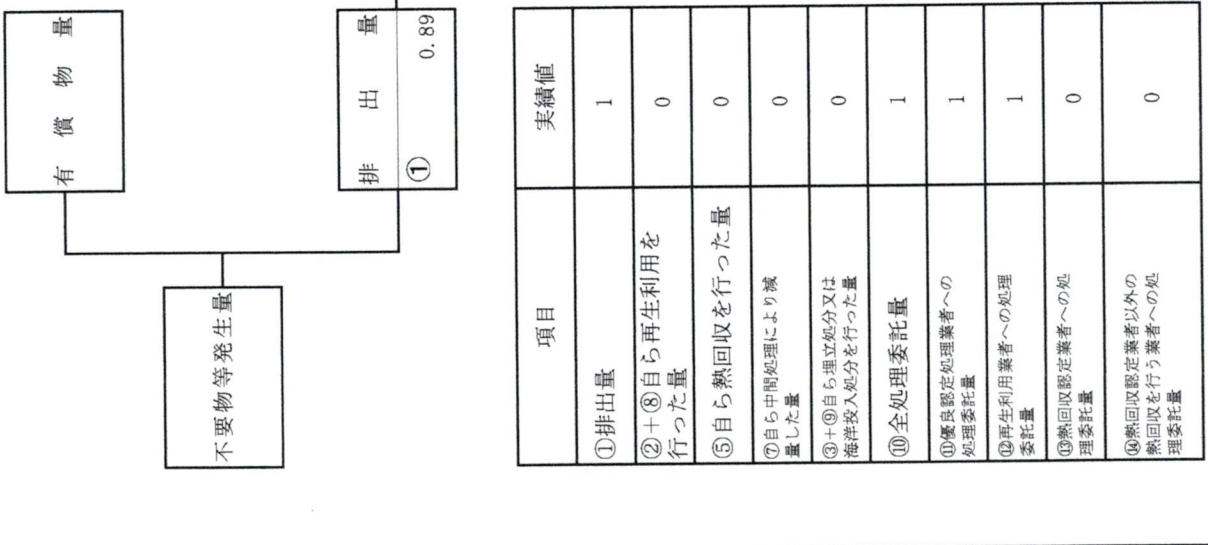 有償物量
不要物等発生量
排出量
① 0.89
項目 実績値
①排出量 1
②+⑧自ら再生利用を
行った量 0
⑤自ら熱回収を行った量 0
⑦自ら中間処理により減
量した量 0
③+⑨自ら埋立処分又は
海洋投入処分を行った量 0
⑩全処理委託量 1
⑪優良認定処理業者への
処理委託量 1
⑫再生利用業者への処理
委託量 1
⑬熱回収認定業者への処
理委託量 0
⑭熱回収認定業者以外の
熱回収を行う業者への処
理委託量 0